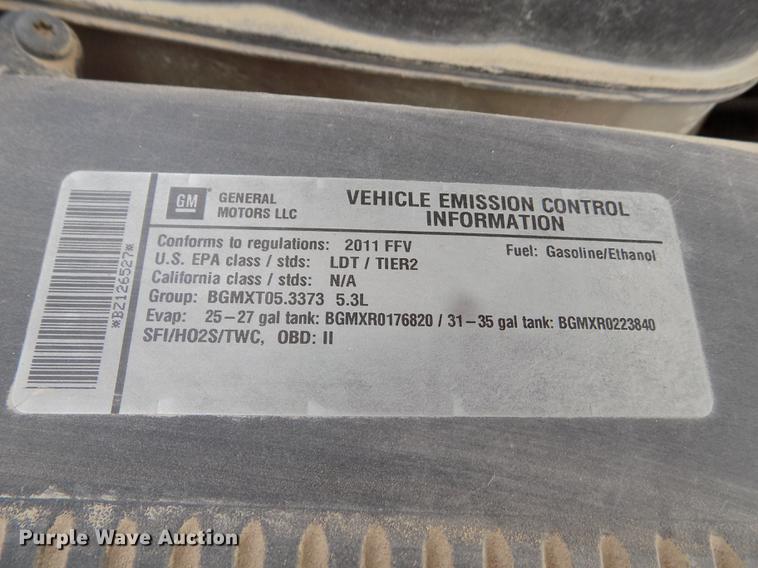 GM GENERAL MOTORS LLC
VEHICLE EMISSION CONTROL
INFORMATION
Conforms to regulations: 2011 FFV Fuel: Gasoline/Ethanol
U.S. EPA class / stds: LDT / TIER2
California class / stds: N/A
Group: BGMXT05.3373 5.3L
Evap: 25-27 gal tank: BGMXR0176820 / 31-35 gal tank: BGMXR0223840
SFI/HO2S/TWC, OBD: II
*BZ126527*
Purple Wave Auction